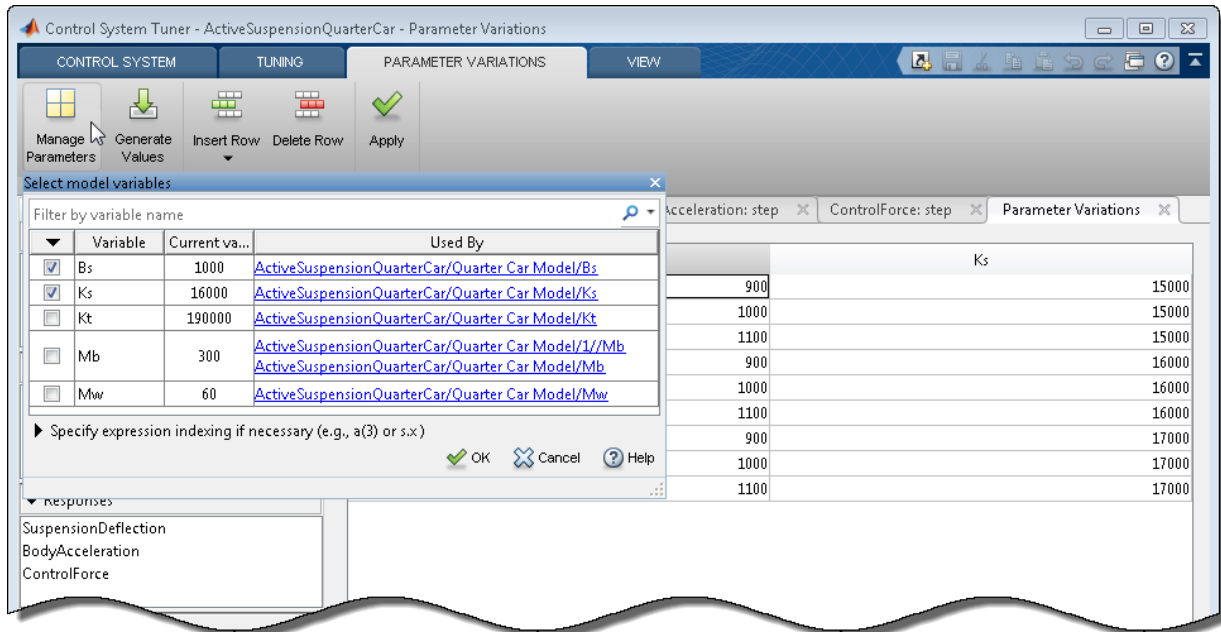 Control System Tuner - ActiveSuspensionQuarterCar - Parameter Variations
CONTROL SYSTEM TUNING PARAMETER VARIATIONS VIEW
Manage Parameters
Generate Values
Insert Row
Delete Row
Apply
Select model variables
Filter by variable name
Variable Current va... Used By
Bs 1000 ActiveSuspensionQuarterCar/Quarter Car Model/Bs
Ks 16000 ActiveSuspensionQuarterCar/Quarter Car Model/Ks
Kt 190000 ActiveSuspensionQuarterCar/Quarter Car Model/Kt
Mb 300 ActiveSuspensionQuarterCar/Quarter Car Model/1//Mb
ActiveSuspensionQuarterCar/Quarter Car Model/Mb
Mw 60 ActiveSuspensionQuarterCar/Quarter Car Model/Mw
Specify expression indexing if necessary (e.g., a(3) or s.x)
OK Cancel Help
Acceleration: step ControlForce: step Parameter Variations
Ks
900 15000
1000 15000
1100 15000
900 16000
1000 16000
1100 16000
900 17000
1000 17000
1100 17000
Responses
SuspensionDeflection
BodyAcceleration
ControlForce